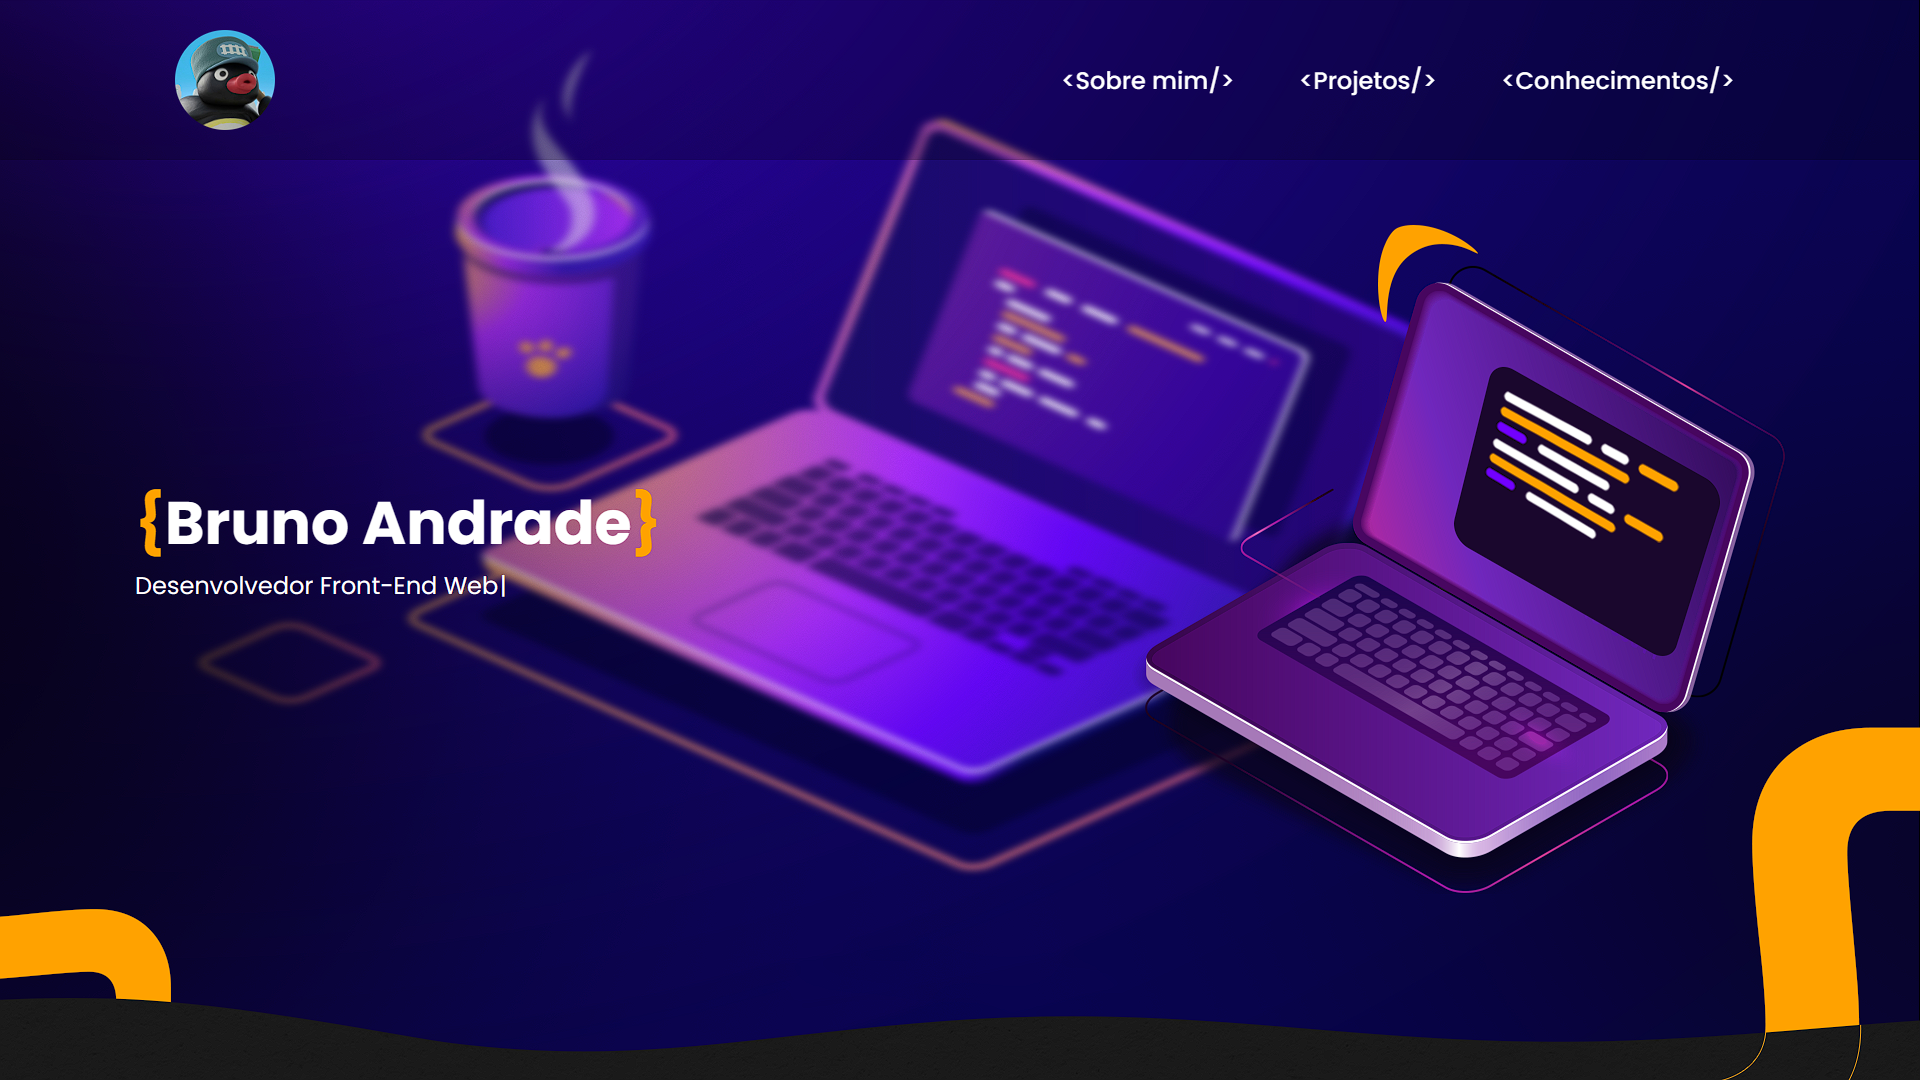 <Sobre mim/> <Projetos/> <Conhecimentos/>
{Bruno Andrade}
Desenvolvedor Front-End Web|